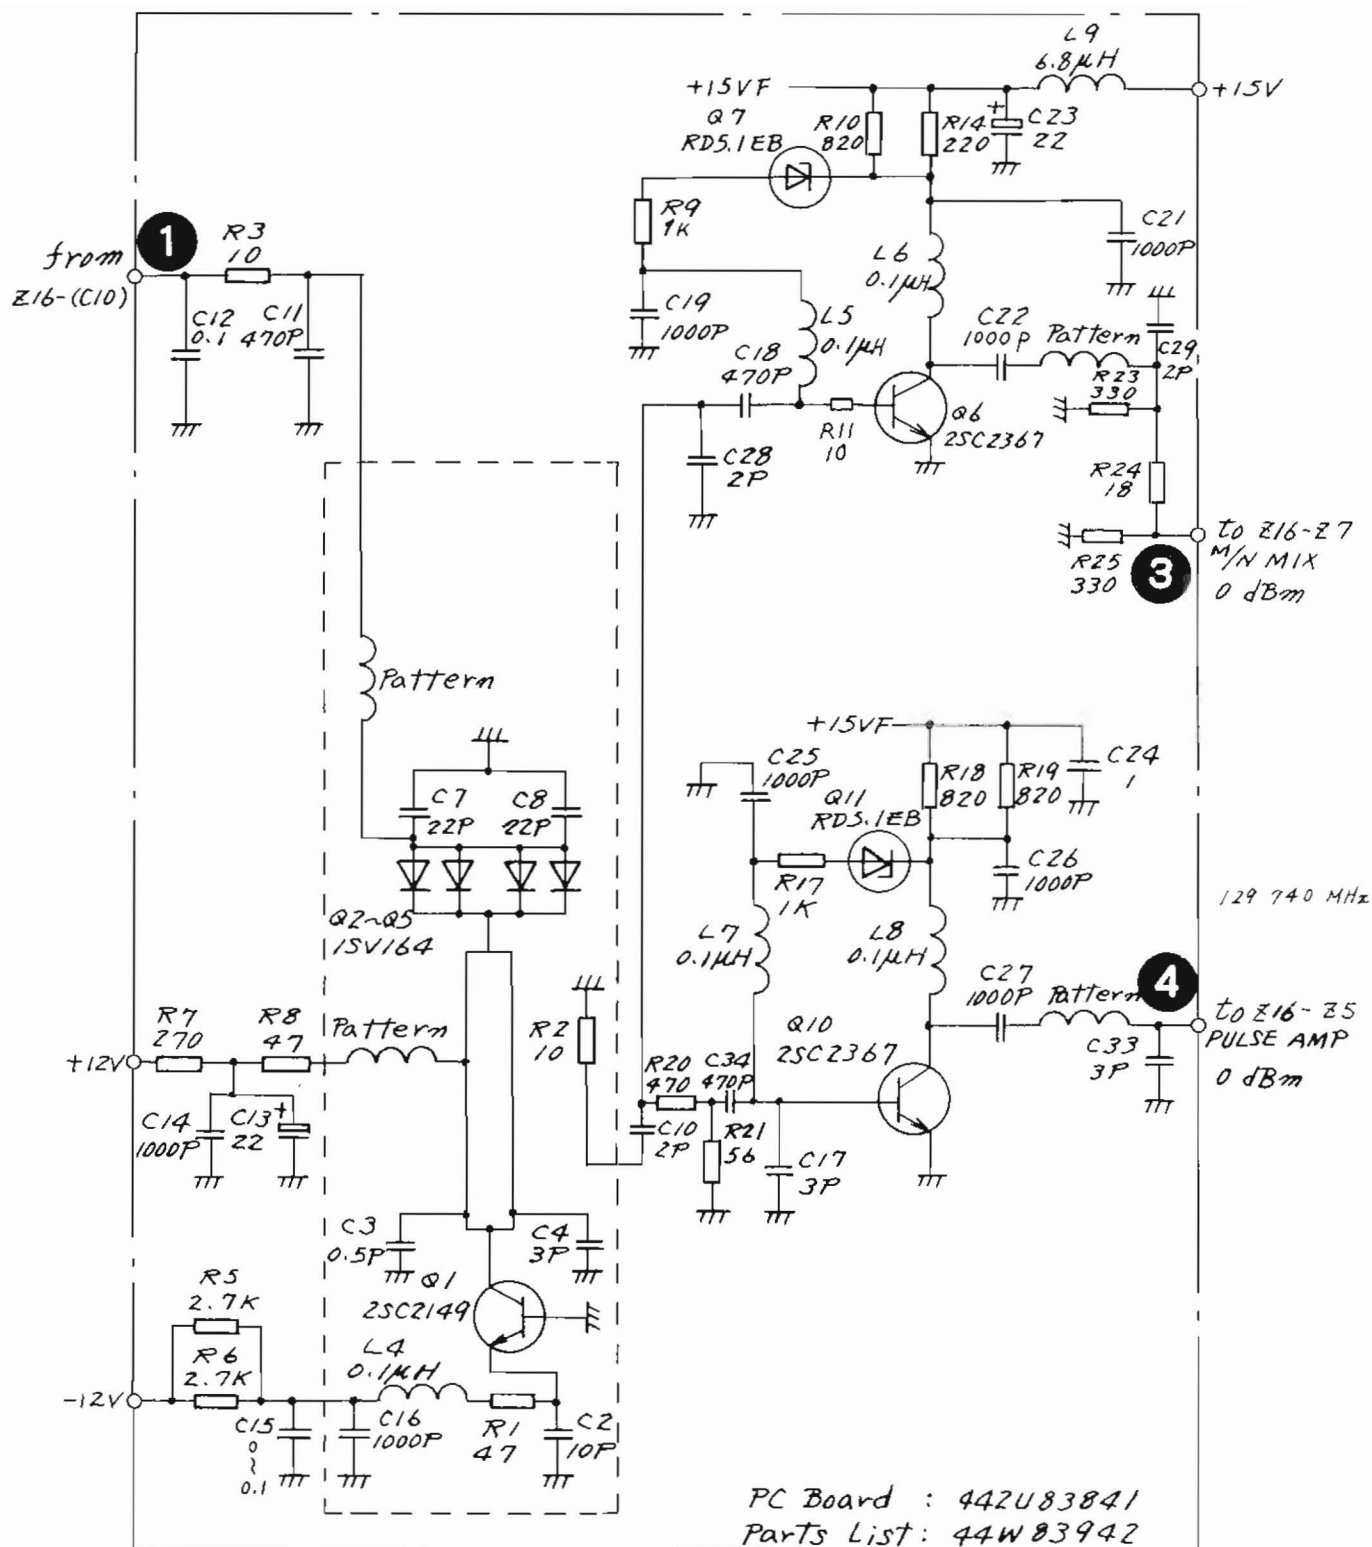 L9
6.8μH
+15VF
+15V
Q7
RD5.1EB
R10
820
R14
220
+
C23
22
R9
1K
C21
1000P
1
R3
10
from
Z16-(C10)
L6
0.1μH
C12
0.1
C11
470P
C19
1000P
L5
0.1μH
C22
1000P
Pattern
C29
2P
C18
470P
R23
330
Q6
2SC2367
R11
10
C28
2P
R24
18
to Z16-Z7
M/N MIX
0 dBm
R25
330
3
Pattern
+15VF
C25
1000P
R18
820
R19
820
C24
1
C7
22P
C8
22P
Q11
RD5.1EB
R17
1K
C26
1000P
129 740 MHz
Q2~Q5
1SV164
L7
0.1μH
L8
0.1μH
C27
1000P
Pattern
4
R7
270
R8
47
Pattern
R2
10
Q10
2SC2367
to Z16-Z5
PULSE AMP
0 dBm
+12V
R20
470
C34
470P
C33
3P
C14
1000P
C13
+
22
C10
2P
R21
56
C17
3P
C3
0.5P
C4
3P
R5
2.7K
Q1
2SC2149
R6
2.7K
L4
0.1μH
-12V
C15
0
~
0.1
C16
1000P
R1
47
C2
10P
PC Board : 442U83841
Parts List : 44W83942